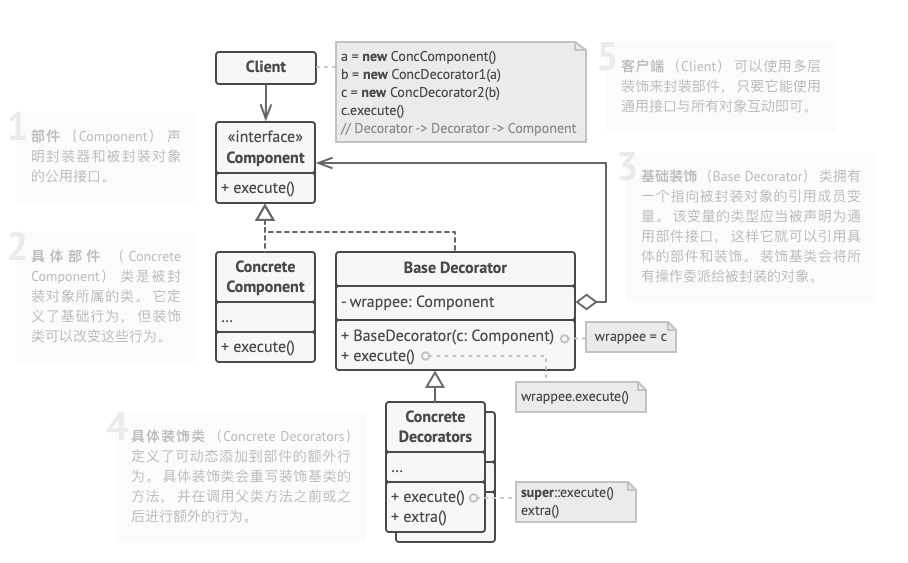 Client
a = new ConcComponent()
b = new ConcDecorator1(a)
c = new ConcDecorator2(b)
c.execute()
// Decorator -> Decorator -> Component
5
客户端 （Client） 可以使用多层
装饰来封装部件， 只要它能使用
通用接口与所有对象互动即可。
1
部件 （Component） 声
明封装器和被封装对象
的公用接口。
«interface»
Component
+ execute()
3
基础装饰 （Base Decorator） 类拥有
一个指向被封装对象的引用成员变
量。 该变量的类型应当被声明为通
用部件接口， 这样它就可以引用具
体的部件和装饰。 装饰基类会将所
有操作委派给被封装的对象。
2
具体部件 （Concrete
Component） 类是被封
装对象所属的类。 它定
义了基础行为， 但装饰
类可以改变这些行为。
Concrete
Component
...
+ execute()
Base Decorator
- wrappee: Component
+ BaseDecorator(c: Component)
+ execute()
wrappee = c
wrappee.execute()
4
具体装饰类 （Concrete Decorators）
定义了可动态添加到部件的额外行
为。 具体装饰类会重写装饰基类的
方法， 并在调用父类方法之前或之
后进行额外的行为。
Concrete
Decorators
...
+ execute()
+ extra()
super::execute()
extra()